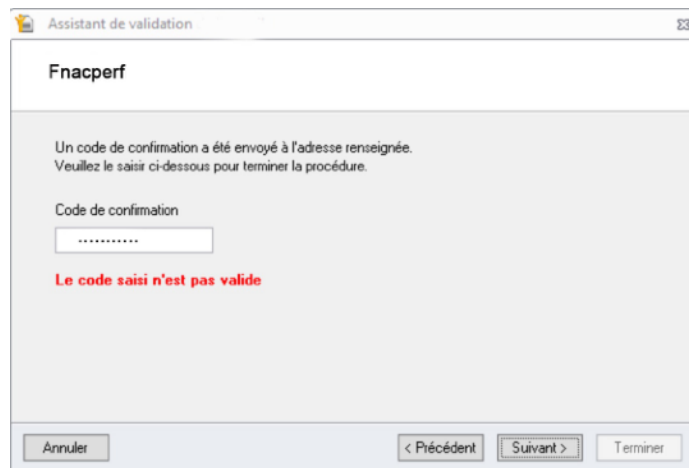 Assistant de validation
Fnacperf
Un code de confirmation a été envoyé à l'adresse renseignée.
Veuillez le saisir ci-dessous pour terminer la procédure.
Code de confirmation
...........
Le code saisi n'est pas valide
Annuler
< Précédent
Suivant >
Terminer